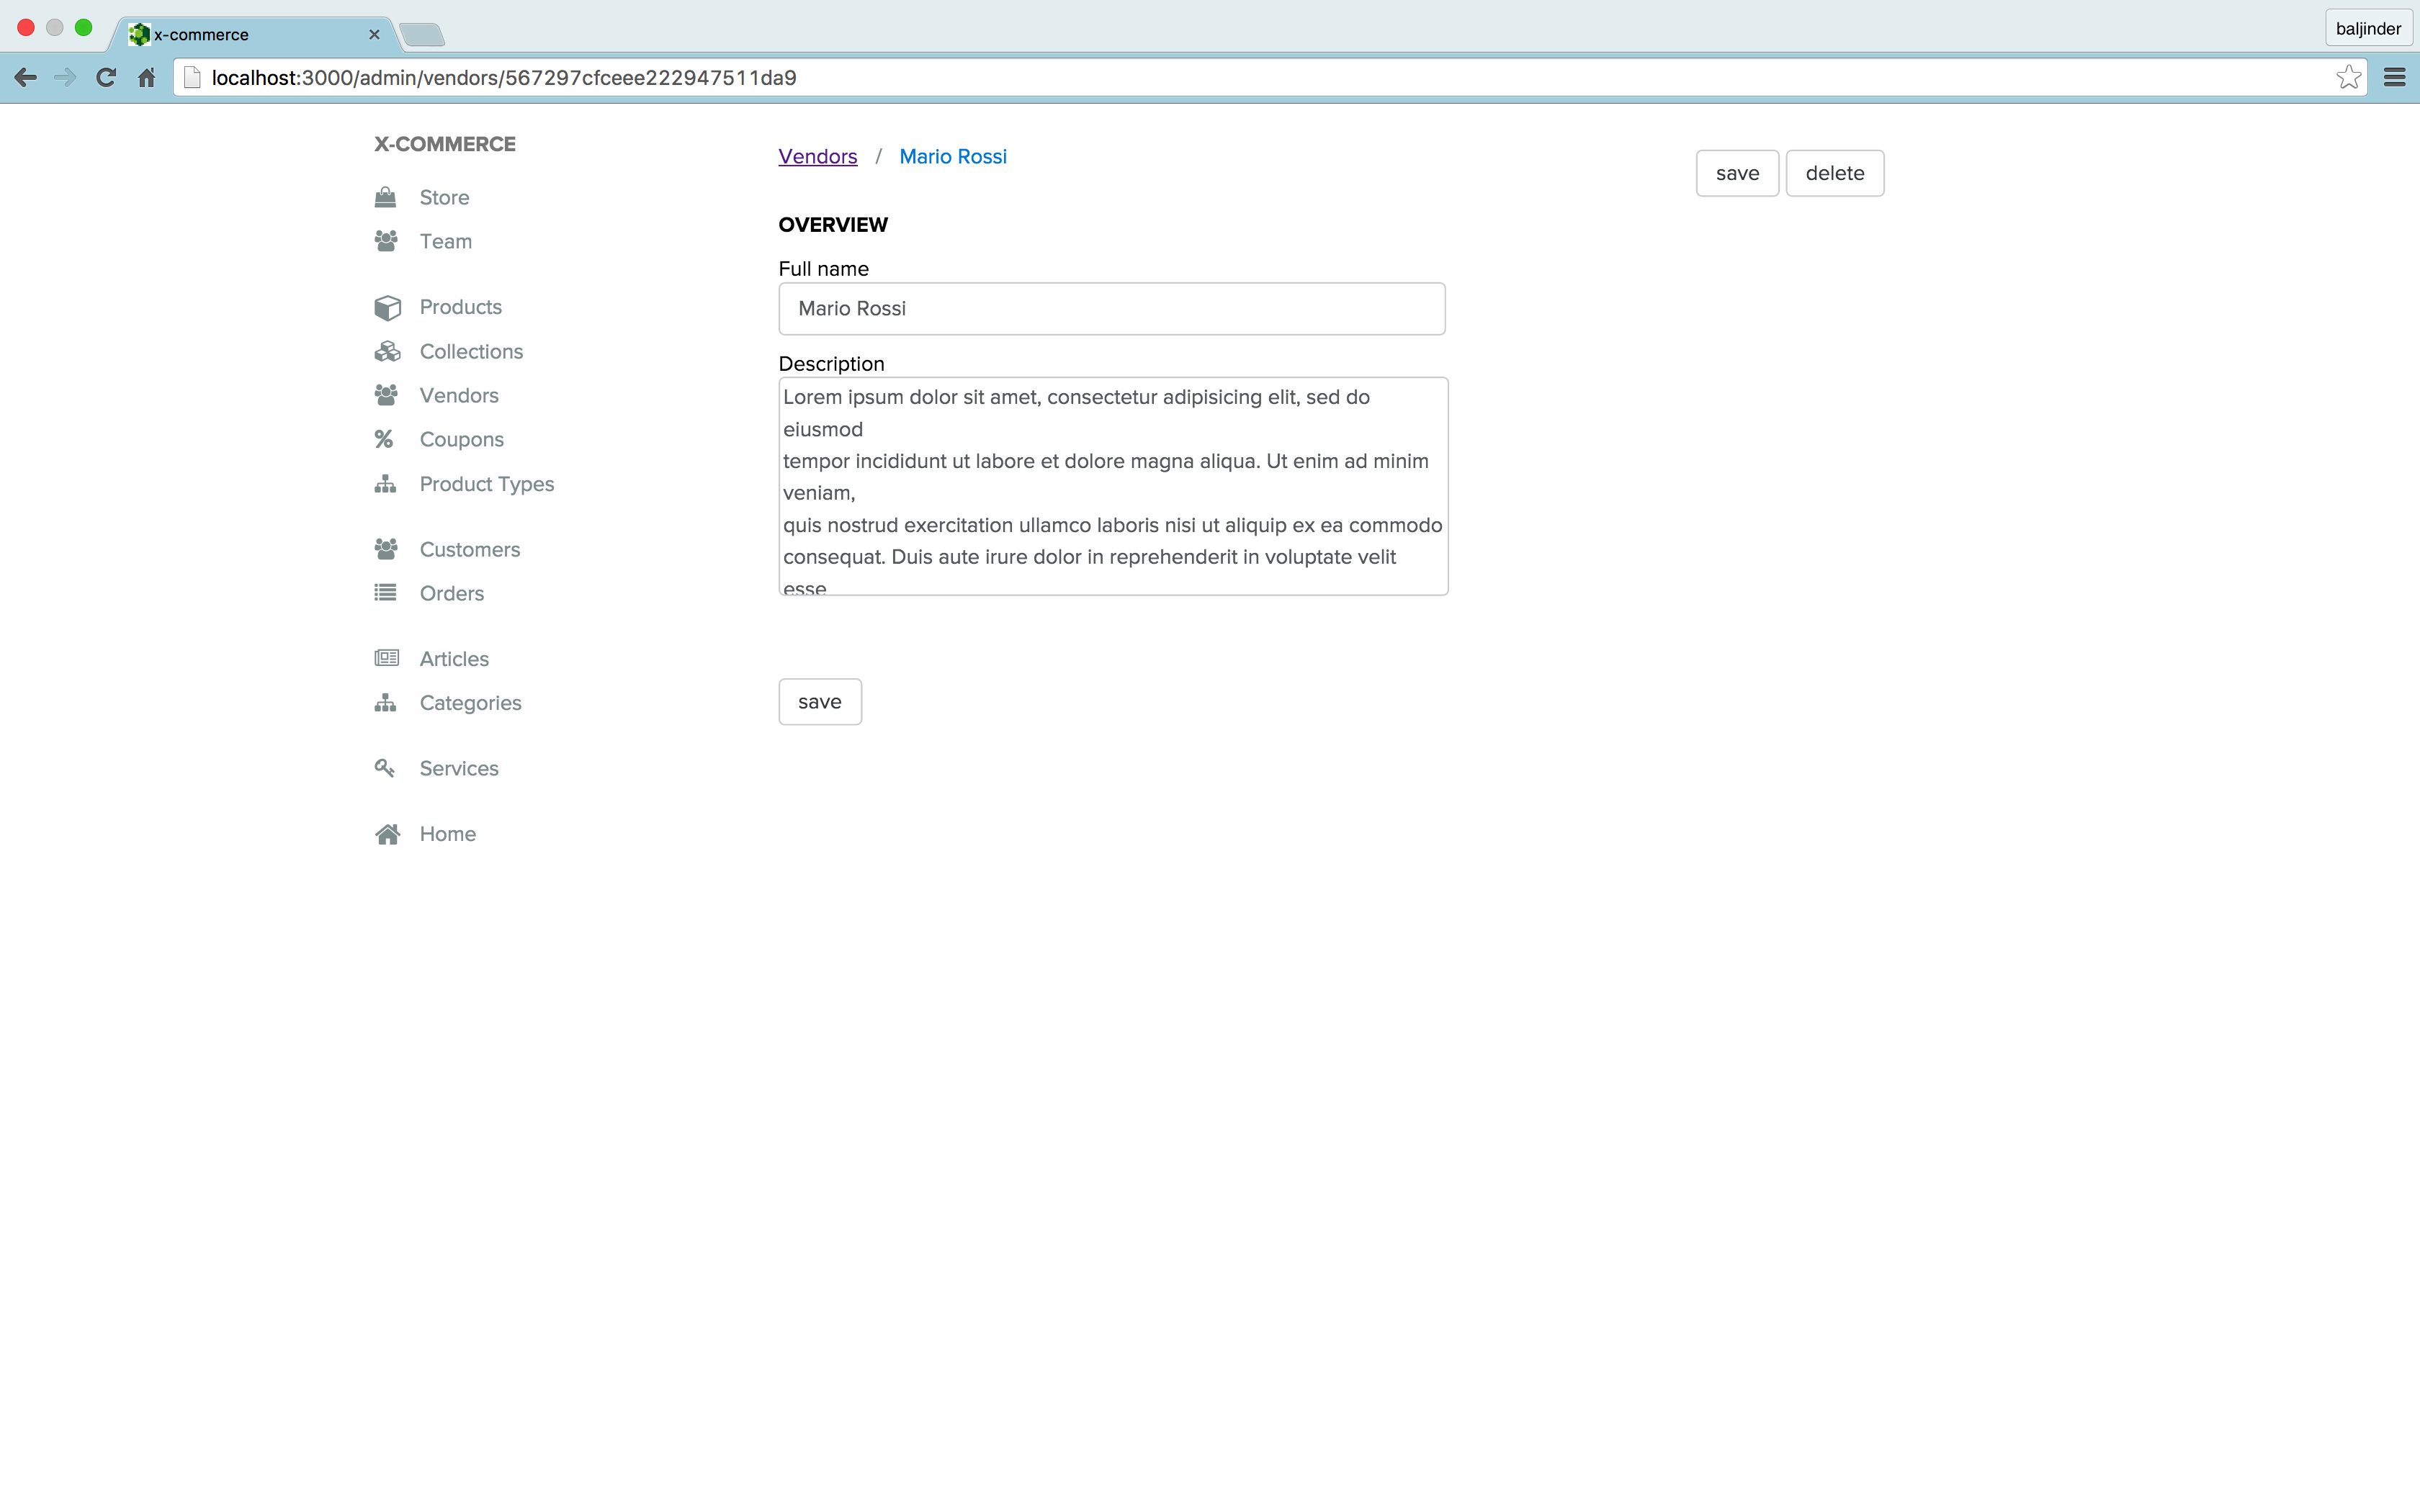 x-commerce
baljinder
localhost:3000/admin/vendors/567297cfceee222947511da9
X-COMMERCE
Store
Team
Products
Collections
Vendors
Coupons
Product Types
Customers
Orders
Articles
Categories
Services
Home
Vendors / Mario Rossi
save delete
OVERVIEW
Full name
Mario Rossi
Description
Lorem ipsum dolor sit amet, consectetur adipisicing elit, sed do
eiusmod
tempor incididunt ut labore et dolore magna aliqua. Ut enim ad minim
veniam,
quis nostrud exercitation ullamco laboris nisi ut aliquip ex ea commodo
consequat. Duis aute irure dolor in reprehenderit in voluptate velit
esse
save